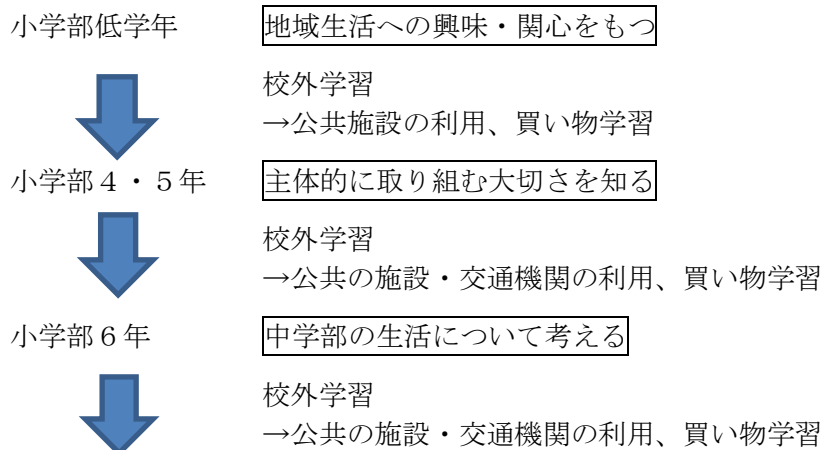 小学部低学年 地域生活への興味・関心をもつ
校外学習
→公共施設の利用、買い物学習
小学部４・５年 主体的に取り組む大切さを知る
校外学習
→公共の施設・交通機関の利用、買い物学習
小学部６年 中学部の生活について考える
校外学習
→公共の施設・交通機関の利用、買い物学習